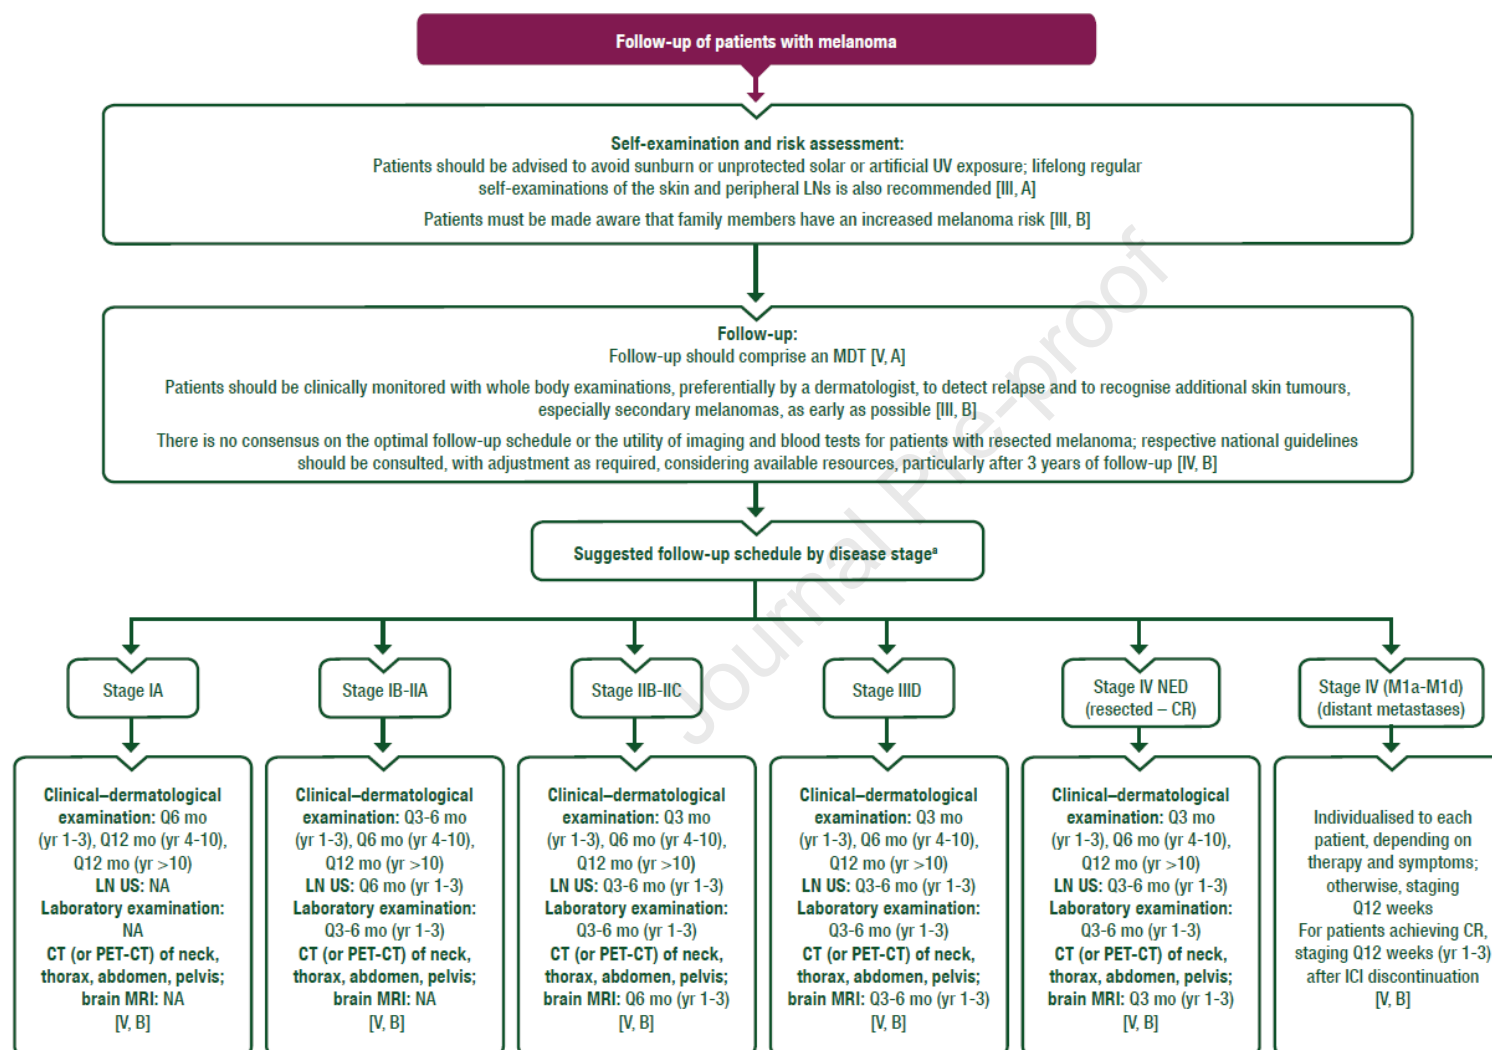 Follow-up of patients with melanoma
Self-examination and risk assessment:
Patients should be advised to avoid sunburn or unprotected solar or artificial UV exposure; lifelong regular
self-examinations of the skin and peripheral LNs is also recommended [III, A]
Patients must be made aware that family members have an increased melanoma risk [III, B]
Follow-up:
Follow-up should comprise an MDT [V, A]
Patients should be clinically monitored with whole body examinations, preferentially by a dermatologist, to detect relapse and to recognise additional skin tumours,
especially secondary melanomas, as early as possible [III, B]
There is no consensus on the optimal follow-up schedule or the utility of imaging and blood tests for patients with resected melanoma; respective national guidelines
should be consulted, with adjustment as required, considering available resources, particularly after 3 years of follow-up [IV, B]
Suggested follow-up schedule by disease stageᵃ
Stage IA
Clinical–dermatological
examination: Q6 mo
(yr 1-3), Q12 mo (yr 4-10),
Q12 mo (yr >10)
LN US: NA
Laboratory examination:
NA
CT (or PET-CT) of neck,
thorax, abdomen, pelvis;
brain MRI: NA
[V, B]
Stage IB-IIA
Clinical–dermatological
examination: Q3-6 mo
(yr 1-3), Q6 mo (yr 4-10),
Q12 mo (yr >10)
LN US: Q6 mo (yr 1-3)
Laboratory examination:
Q3-6 mo (yr 1-3)
CT (or PET-CT) of neck,
thorax, abdomen, pelvis;
brain MRI: NA
[V, B]
Stage IIB-IIC
Clinical–dermatological
examination: Q3 mo
(yr 1-3), Q6 mo (yr 4-10),
Q12 mo (yr >10)
LN US: Q3-6 mo (yr 1-3)
Laboratory examination:
Q3-6 mo (yr 1-3)
CT (or PET-CT) of neck,
thorax, abdomen, pelvis;
brain MRI: Q6 mo (yr 1-3)
[V, B]
Stage IIID
Clinical–dermatological
examination: Q3 mo
(yr 1-3), Q6 mo (yr 4-10),
Q12 mo (yr >10)
LN US: Q3-6 mo (yr 1-3)
Laboratory examination:
Q3-6 mo (yr 1-3)
CT (or PET-CT) of neck,
thorax, abdomen, pelvis;
brain MRI: Q3-6 mo (yr 1-3)
[V, B]
Stage IV NED
(resected – CR)
Clinical–dermatological
examination: Q3 mo
(yr 1-3), Q6 mo (yr 4-10),
Q12 mo (yr >10)
LN US: Q3-6 mo (yr 1-3)
Laboratory examination:
Q3-6 mo (yr 1-3)
CT (or PET-CT) of neck,
thorax, abdomen, pelvis;
brain MRI: Q3 mo (yr 1-3)
[V, B]
Stage IV (M1a-M1d)
(distant metastases)
Individualised to each
patient, depending on
therapy and symptoms;
otherwise, staging
Q12 weeks
For patients achieving CR,
staging Q12 weeks (yr 1-3)
after ICI discontinuation
[V, B]
Journal Pre-proof